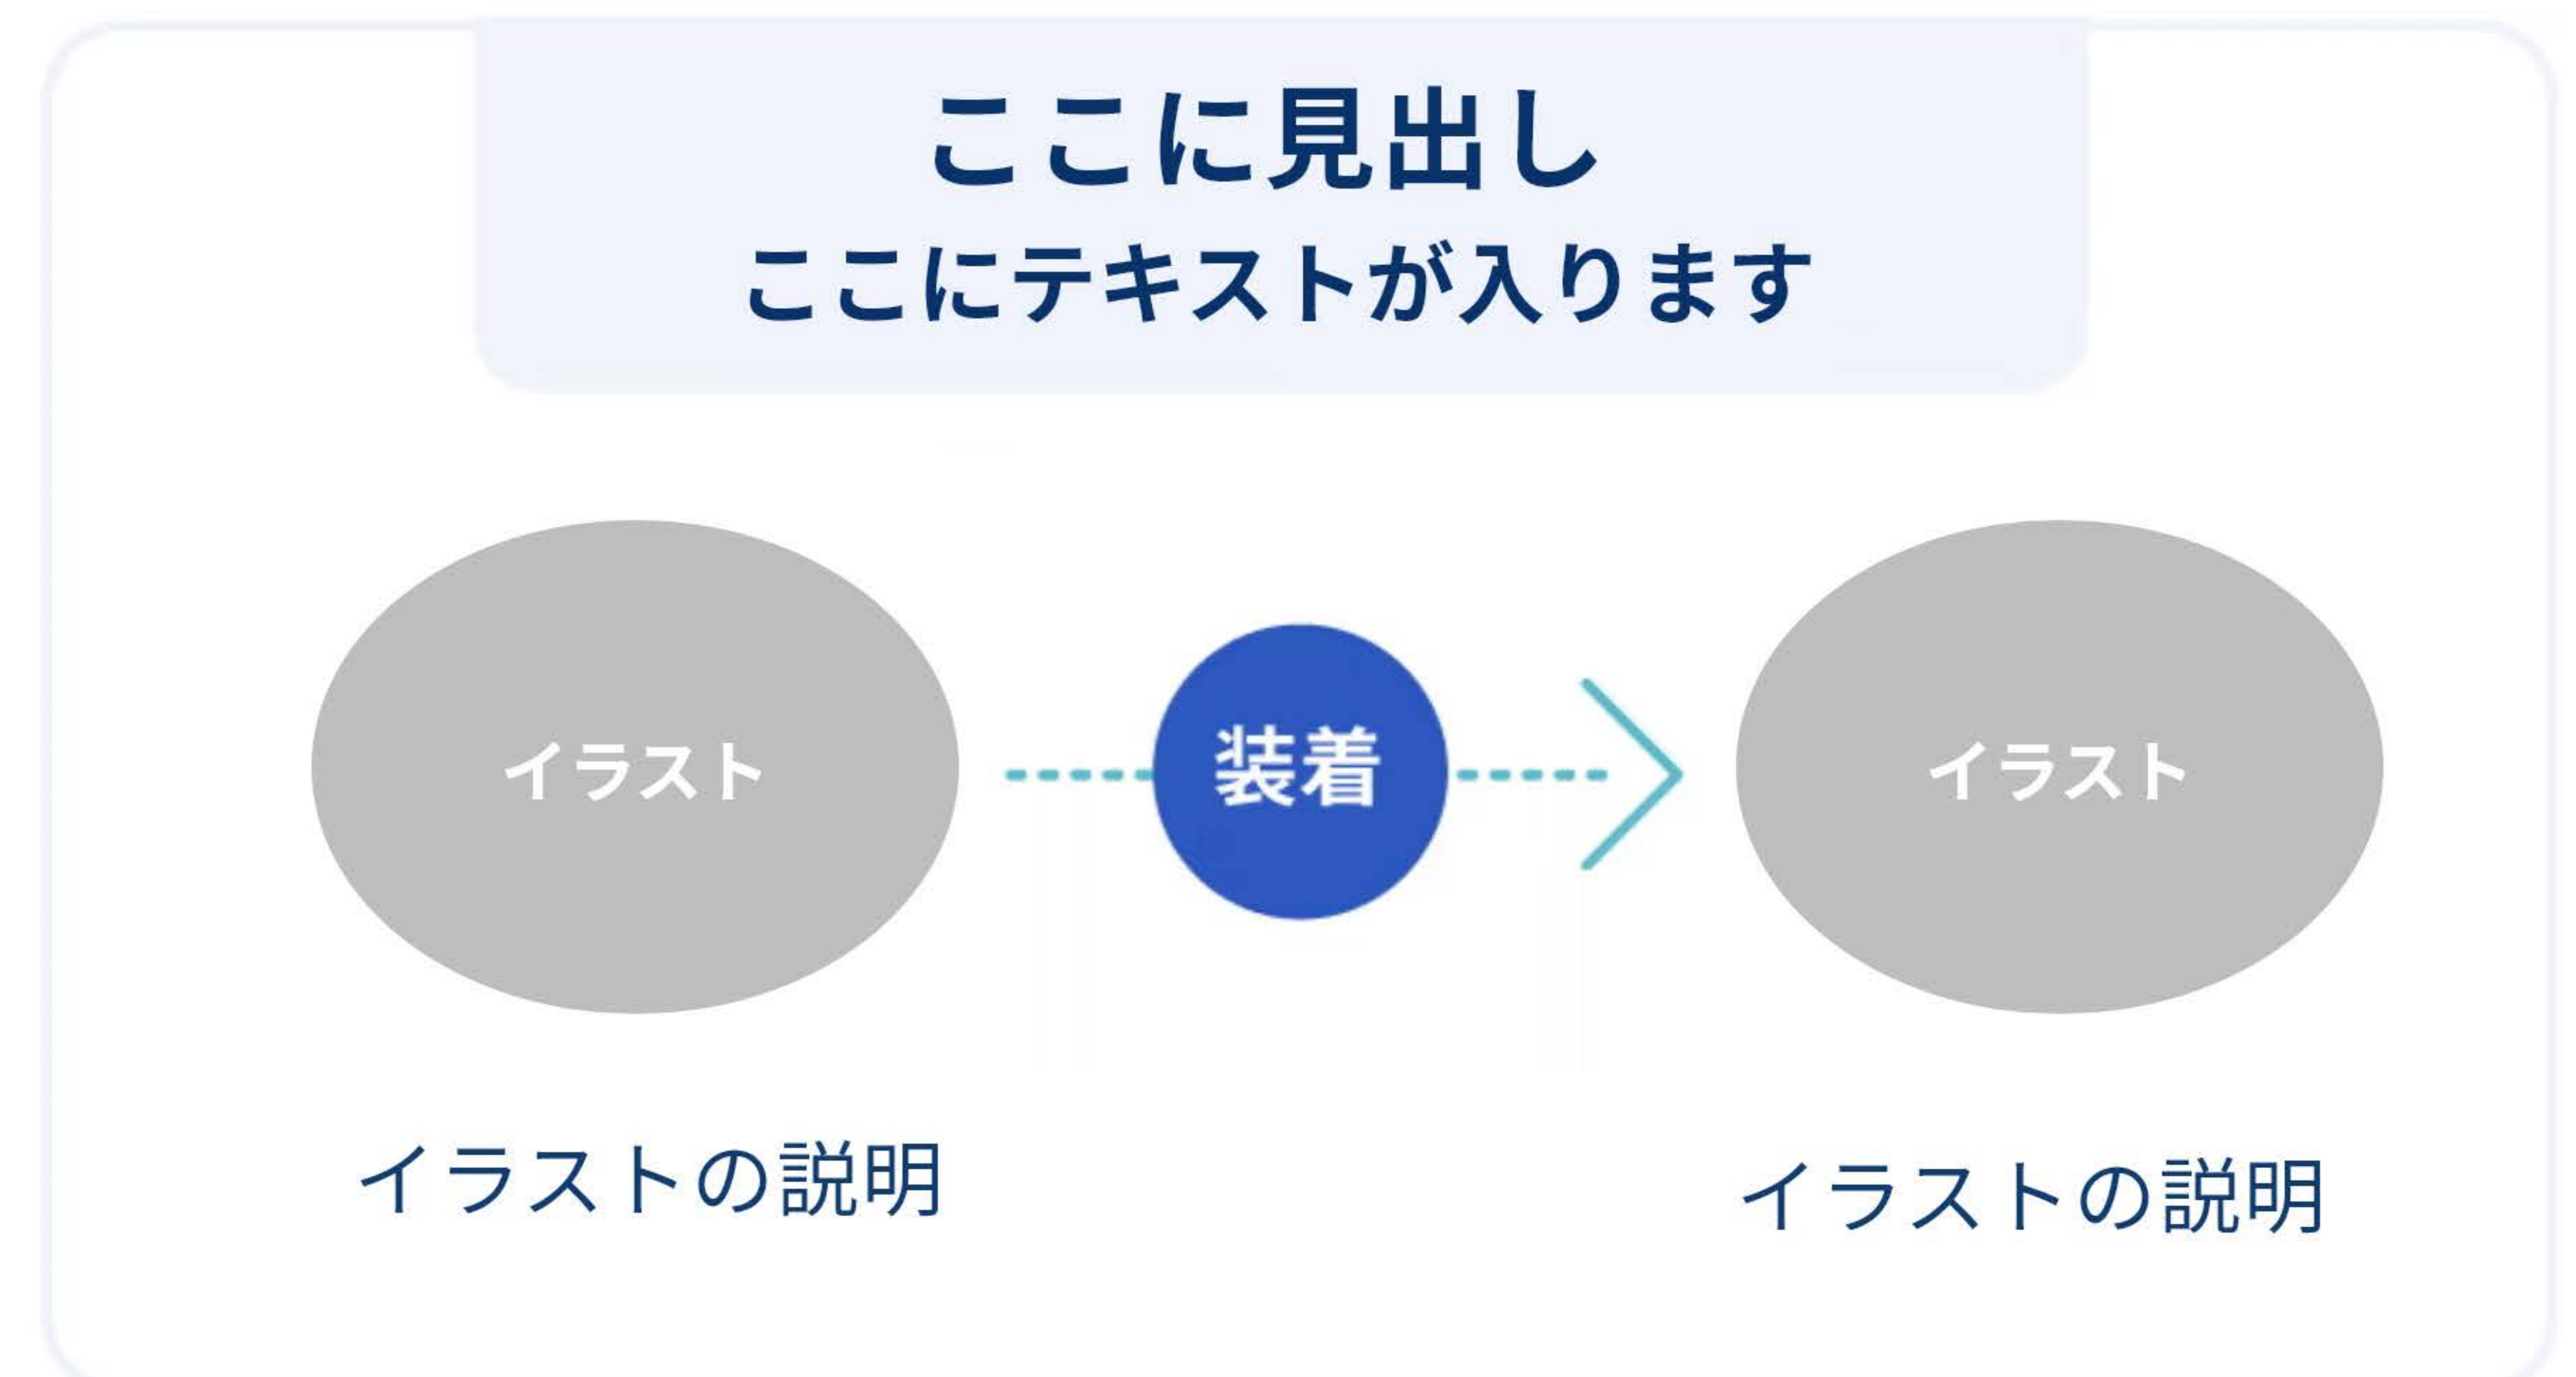 ここに見出し
ここにテキストが入ります
イラスト
装着
イラスト
イラストの説明
イラストの説明